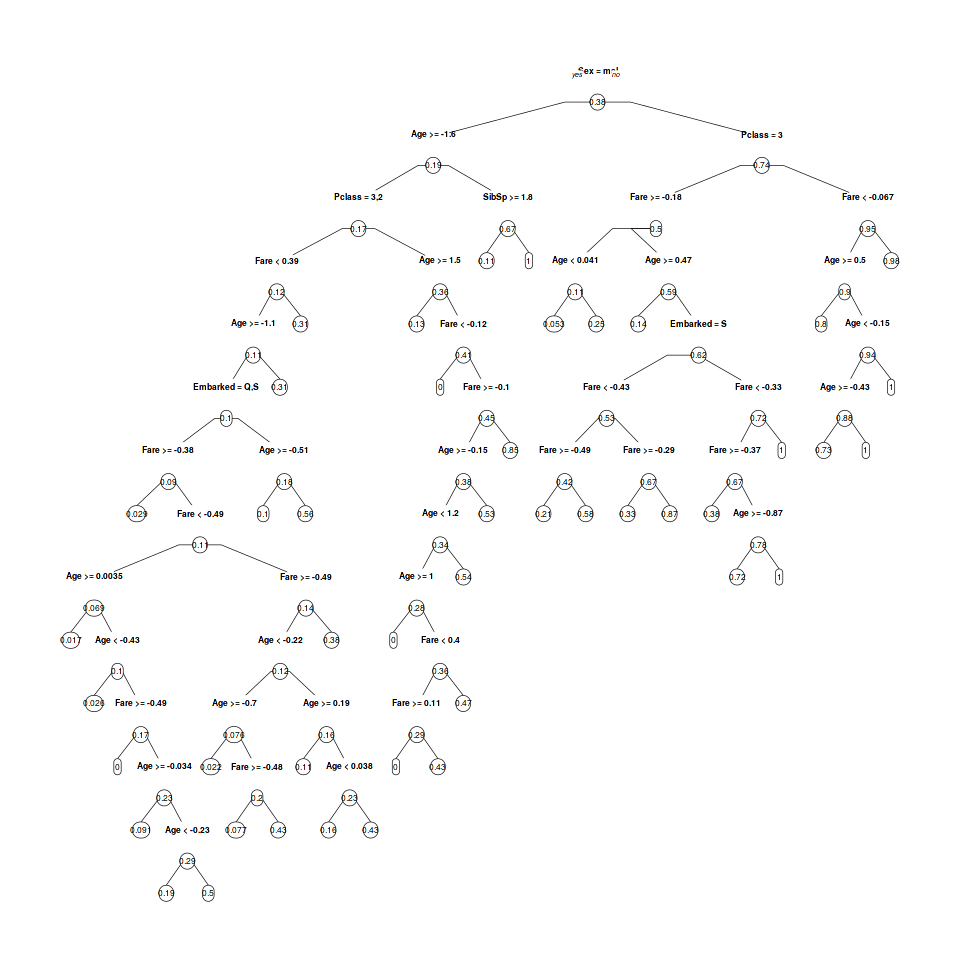 Sex = mal
yes no
0.38
Age >= -1.6 Pclass = 3
0.19 0.74
Pclass = 3,2 SibSp >= 1.8 Fare >= -0.18 Fare < -0.067
0.17 0.67 0.5 0.95
Fare < 0.39 Age >= 1.5 0.11 1 Age < 0.041 Age >= 0.47 Age >= 0.5 0.98
0.12 0.36 0.11 0.59 0.9
Age >= -1.1 0.31 0.13 Fare < -0.12 0.053 0.25 0.14 Embarked = S 0.8 Age < -0.15
0.11 0.41 0.62 0.94
Embarked = Q,S 0.31 0 Fare >= -0.1 Fare < -0.43 Fare < -0.33 Age >= -0.43 1
0.1 0.45 0.53 0.72 0.88
Fare >= -0.38 Age >= -0.51 Age >= -0.15 0.85 Fare >= -0.49 Fare >= -0.29 Fare >= -0.37 1 0.73 1
0.09 0.18 0.38 0.42 0.67 0.67
0.029 Fare < -0.49 0.1 0.56 Age < 1.2 0.53 0.21 0.58 0.33 0.87 0.38 Age >= -0.87
0.11 0.34 0.78
Age >= 0.0035 Fare >= -0.49 Age >= 1 0.54 0.72 1
0.069 0.14 0.28
0.017 Age < -0.43 Age < -0.22 0.38 0 Fare < 0.4
0.1 0.12 0.36
0.026 Fare >= -0.49 Age >= -0.7 Age >= 0.19 Fare >= 0.11 0.47
0.17 0.076 0.16 0.29
0 Age >= -0.034 0.022 Fare >= -0.48 0.11 Age < 0.038 0 0.43
0.23 0.2 0.23
0.091 Age < -0.23 0.077 0.43 0.16 0.43
0.29
0.19 0.5